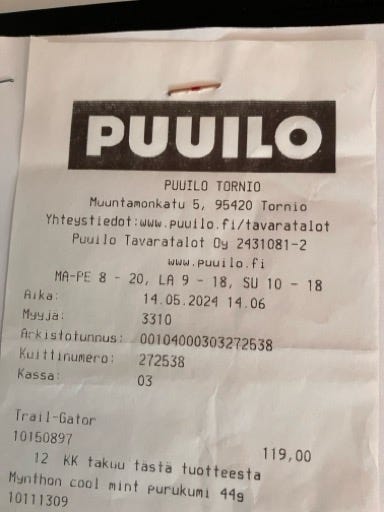 PUUILO
PUUILO TORNIO
Muuntamonkatu 5, 95420 Tornio
Yhteystiedot:www.puuilo.fi/tavaratalot
Puuilo Tavaratalot Oy 2431081-2
www.puuilo.fi
MA-PE 8 - 20, LA 9 - 18, SU 10 - 18
Aika: 14.05.2024 14.06
Myyjä: 3310
Arkistotunnus: 00104000303272538
Kuittinumero: 272538
Kassa: 03
Trail-Gator
10150897 119,00
12 KK takuu tästä tuotteesta
Mynthon cool mint purukumi 44g
10111309